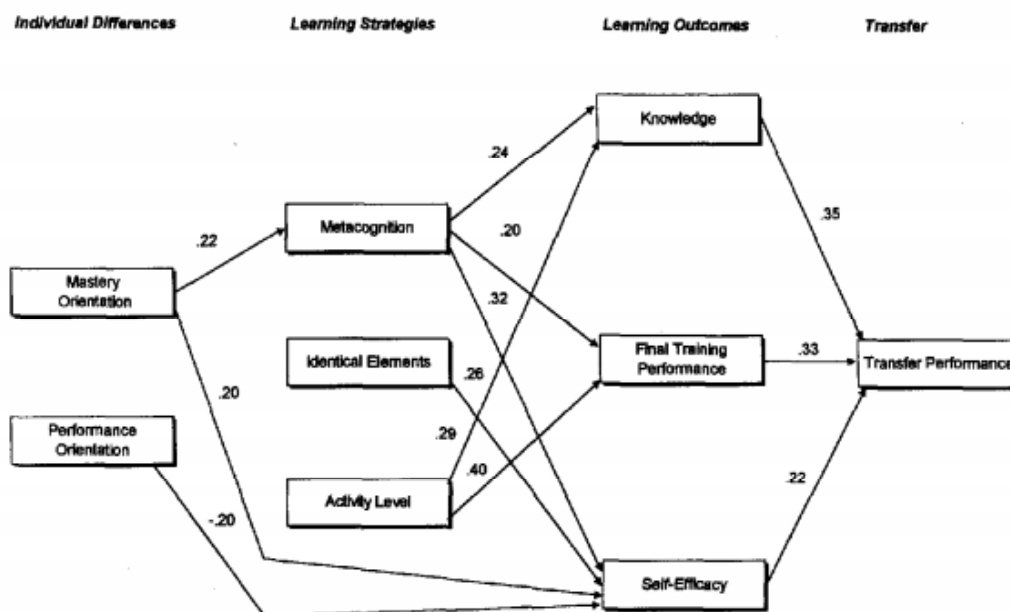 Individual Differences
Learning Strategies
Learning Outcomes
Transfer
Knowledge
.24
Metacognition
.20
.35
.22
Mastery
Orientation
.32
Identical Elements
Final Training
Performance
.33
Transfer Performance
.26
.20
Performance
Orientation
.29
.40
Activity Level
.22
-.20
Self-Efficacy